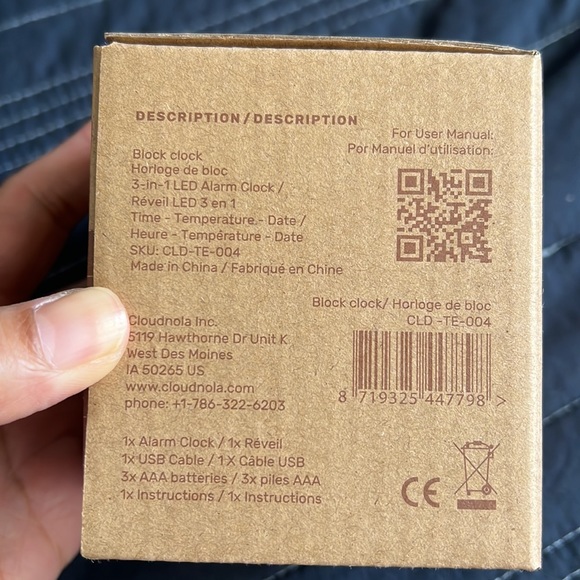 DESCRIPTION / DESCRIPTION
For User Manual:
Por Manuel d'utilisation:
Block clock
Horloge de bloc
3-in-1 LED Alarm Clock /
Réveil LED 3 en 1
Time - Temperature - Date /
Heure - Température - Date
SKU: CLD-TE-004
Made in China / Fabriqué en Chine
Block clock/ Horloge de bloc
CLD -TE-004
8 719325 447798 >
Cloudnola Inc.
5119 Hawthorne Dr Unit K
West Des Moines
IA 50265 US
www.cloudnola.com
phone: +1-786-322-6203
1x Alarm Clock / 1x Réveil
1x USB Cable / 1 X Câble USB
3x AAA batteries / 3x piles AAA
1x Instructions / 1x Instructions
CE